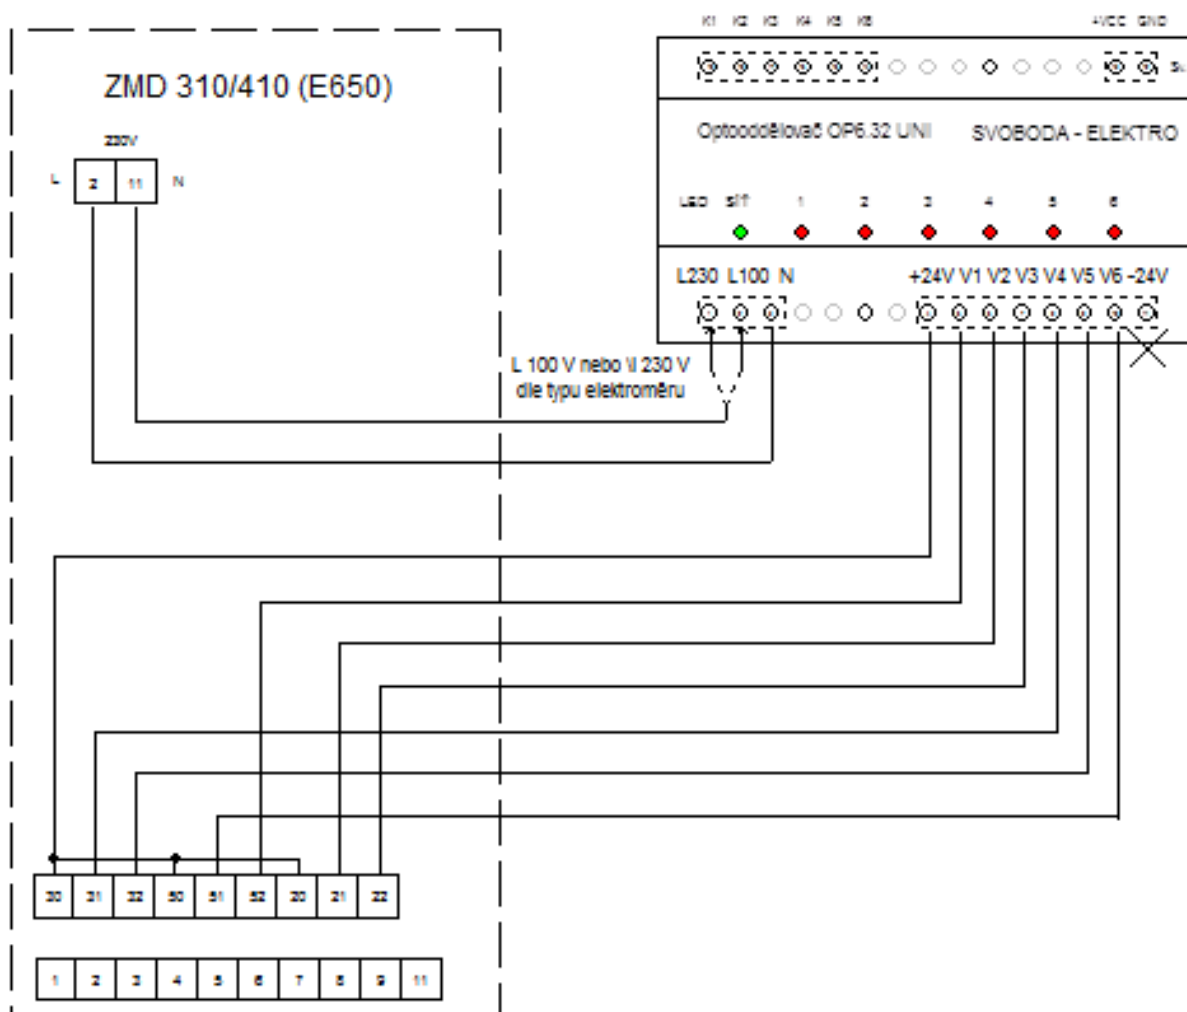 K1 K2 K3 K4 K5 K6 +VCC GND
ZMD 310/410 (E650)
Optooddělovač OP6.32 UNI SVOBODA - ELEKTRO
230V
L 2 11 N
LED SÍŤ 1 2 3 4 5 6
L230 L100 N +24V V1 V2 V3 V4 V5 V6 -24V
L 100 V nebo \l 230 V
dle typu elektroměru
30 31 32 50 51 52 20 21 22
1 2 3 4 5 6 7 8 9 11